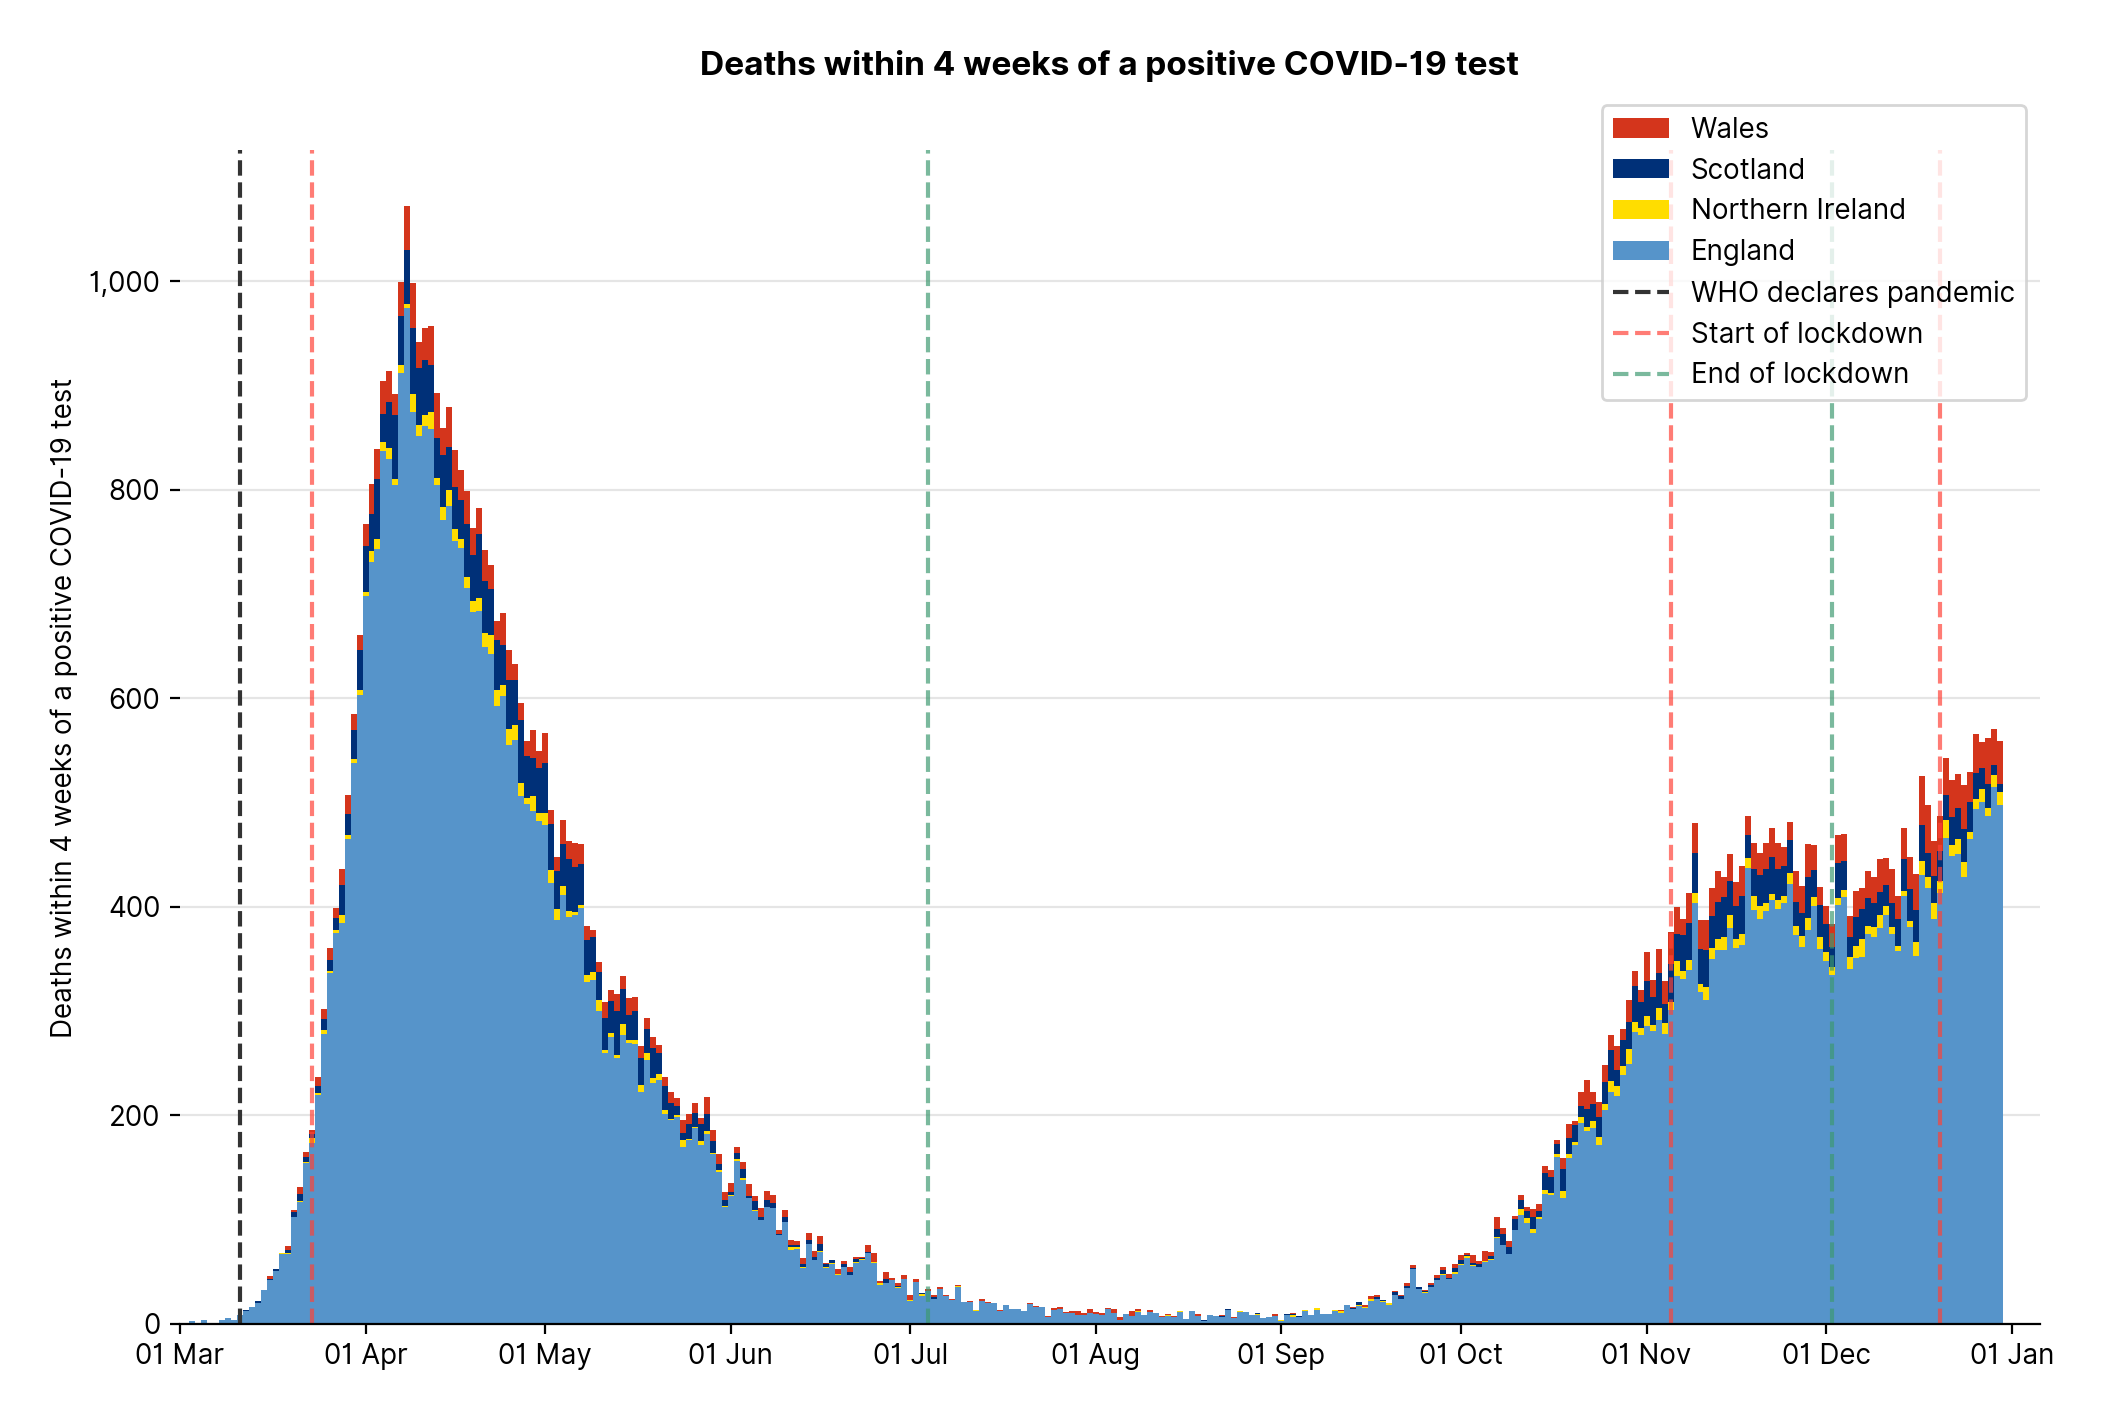 Deaths within 4 weeks of a positive COVID-19 test
Wales
Scotland
Northern Ireland
England
WHO declares pandemic
Start of lockdown
End of lockdown
Deaths within 4 weeks of a positive COVID-19 test
1,000
800
600
400
200
0
01 Mar
01 Apr
01 May
01 Jun
01 Jul
01 Aug
01 Sep
01 Oct
01 Nov
01 Dec
01 Jan